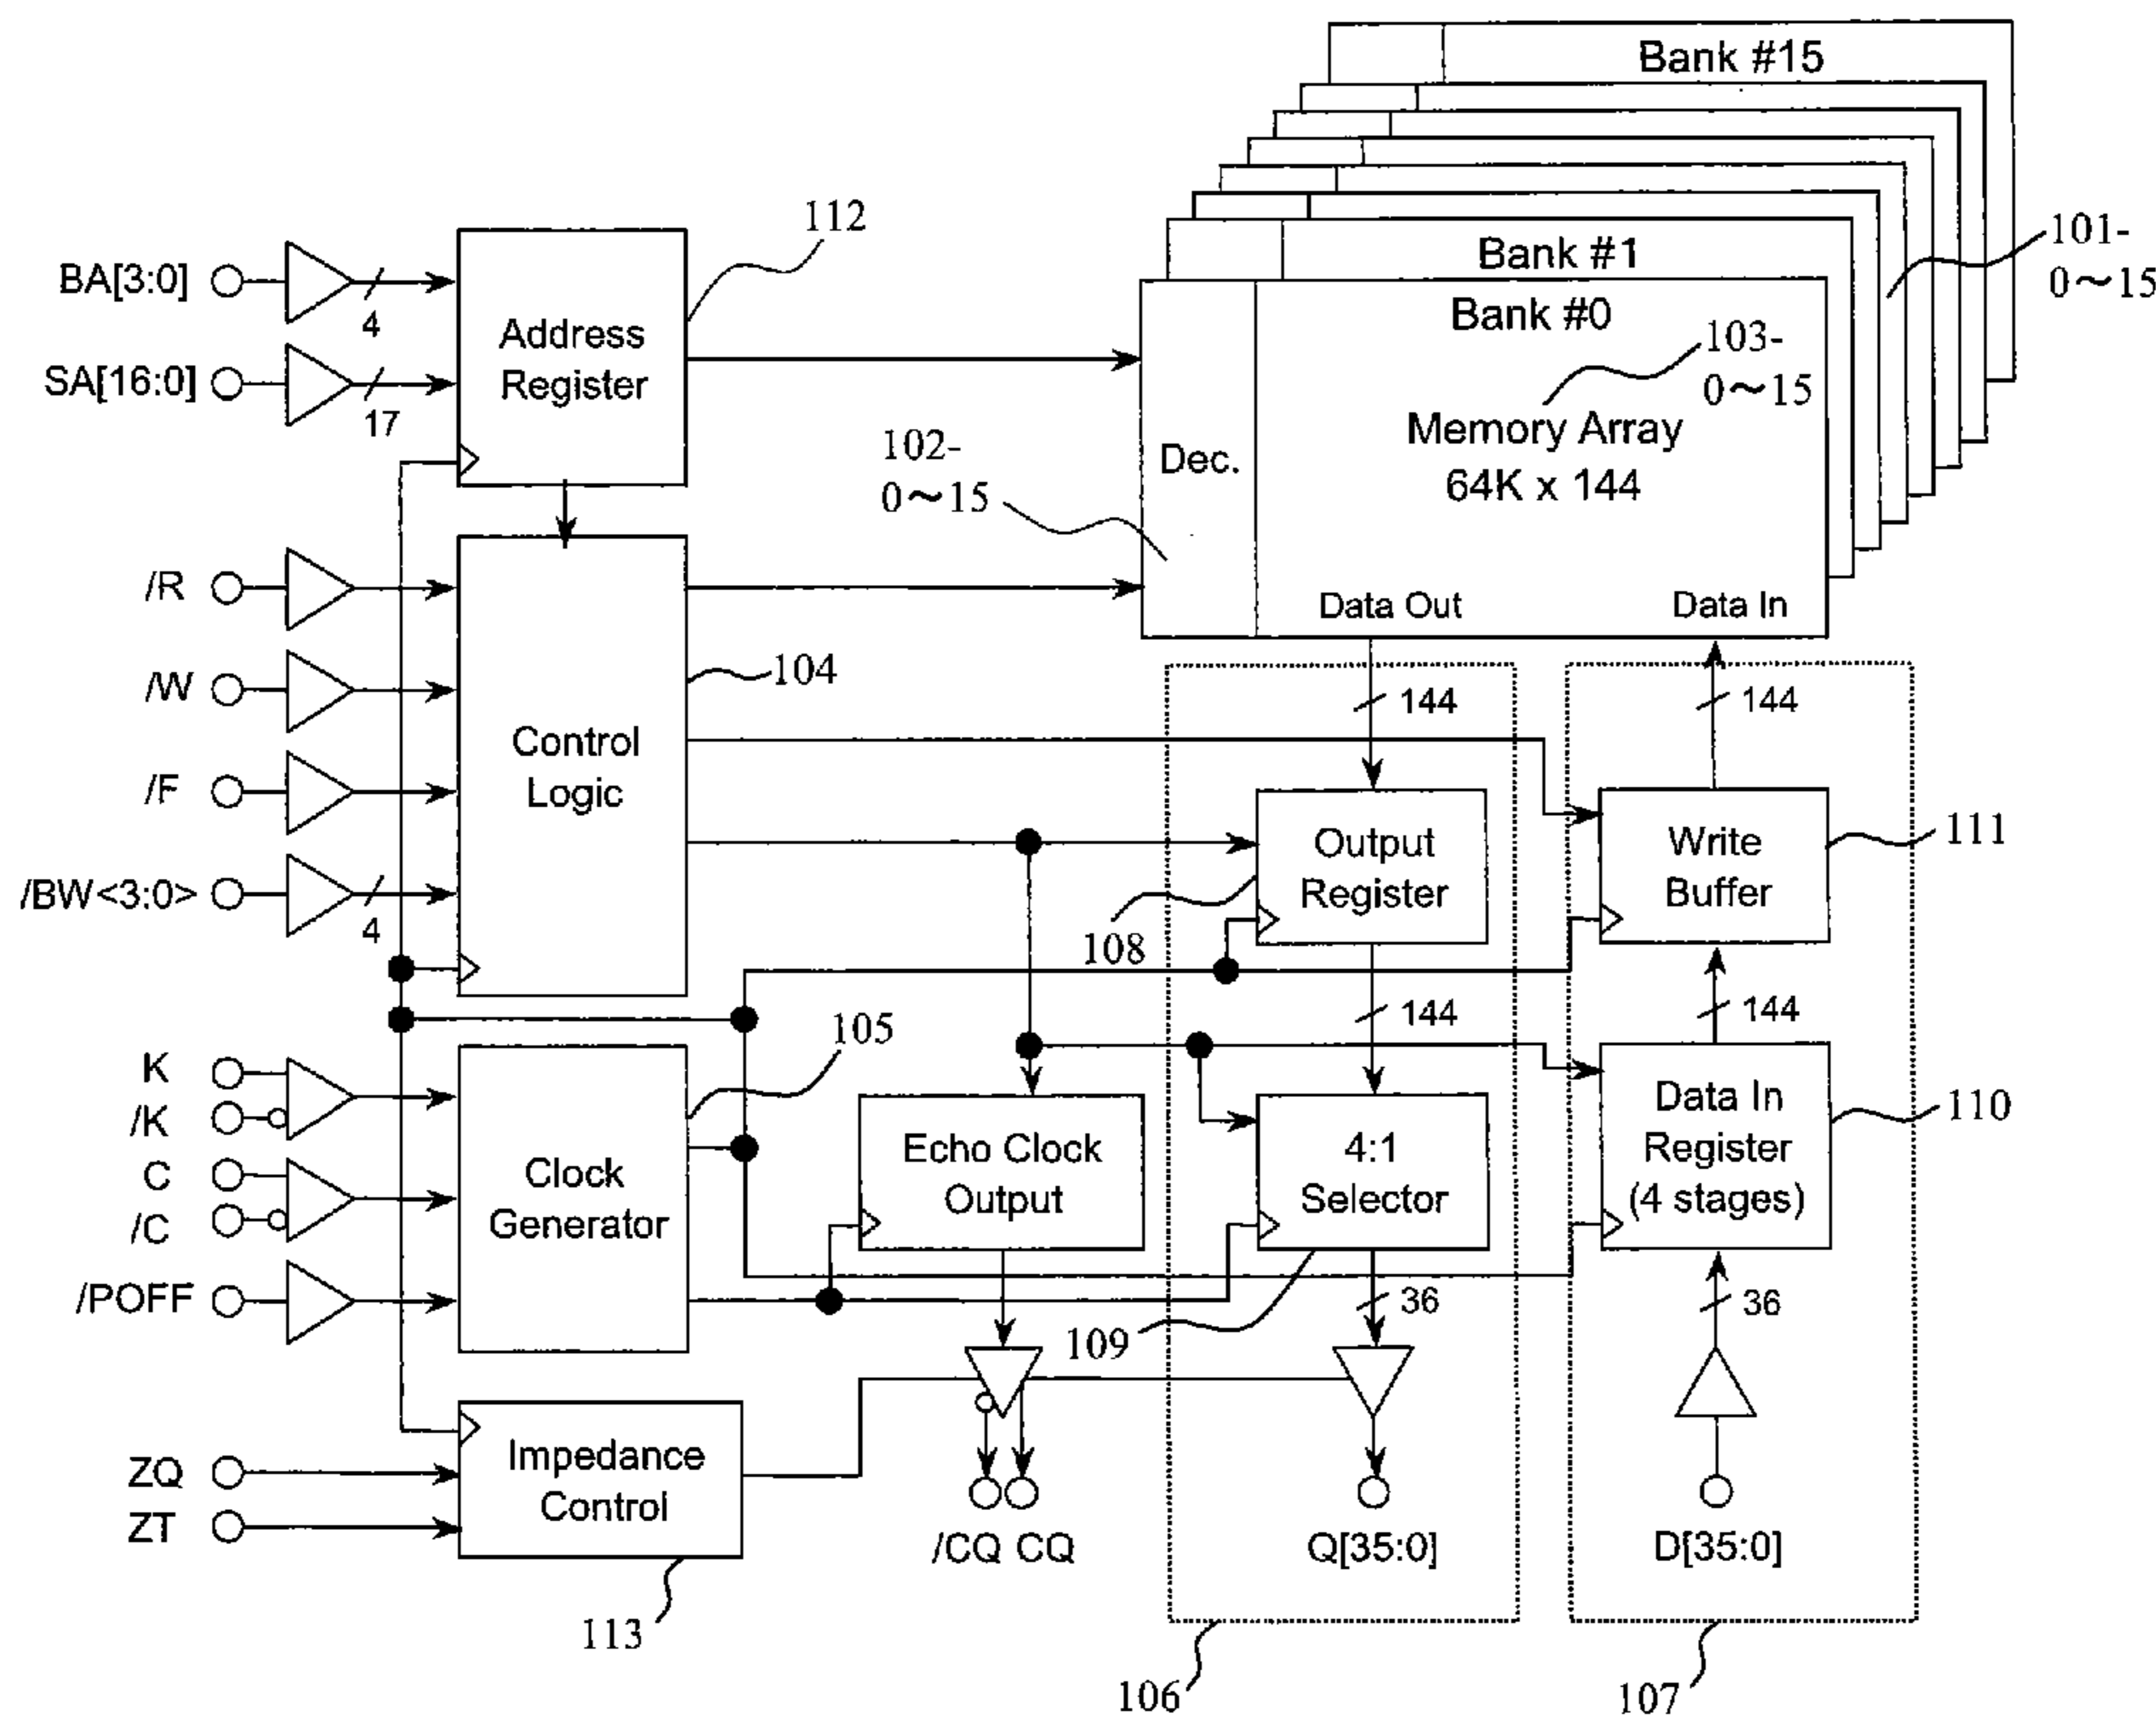 Bank #15
112
101-
0~15
BA[3:0]
4
Address
Register
Bank #1
Bank #0
103-
0~15
SA[16:0]
17
Memory Array
64K x 144
102-
0~15
Dec.
/R
Data Out
Data In
/W
104
144
144
Control
Logic
/F
Output
Register
Write
Buffer
111
/BW<3:0>
4
108
144
144
105
K
/K
C
/C
Clock
Generator
Echo Clock
Output
4:1
Selector
Data In
Register
(4 stages)
110
/POFF
36
36
109
ZQ
ZT
Impedance
Control
/CQ CQ
Q[35:0]
D[35:0]
113
106
107